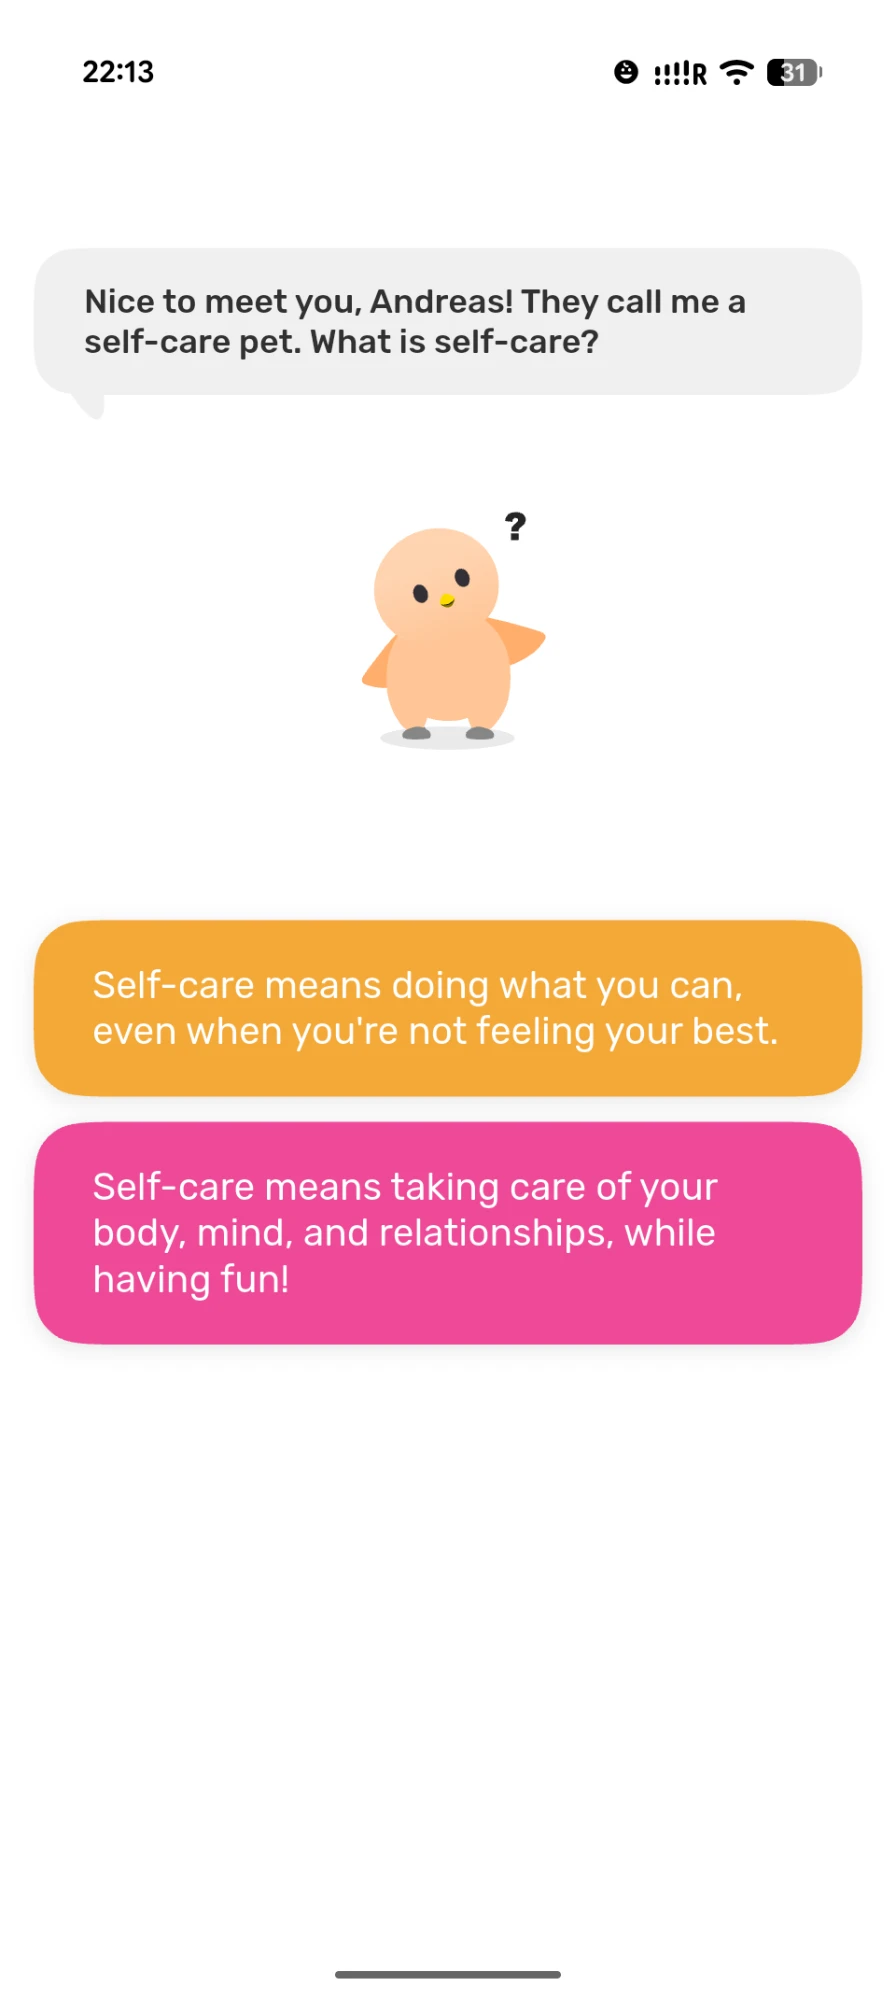 22:13
R
31
Nice to meet you, Andreas! They call me a
self-care pet. What is self-care?
?
Self-care means doing what you can,
even when you're not feeling your best.
Self-care means taking care of your
body, mind, and relationships, while
having fun!